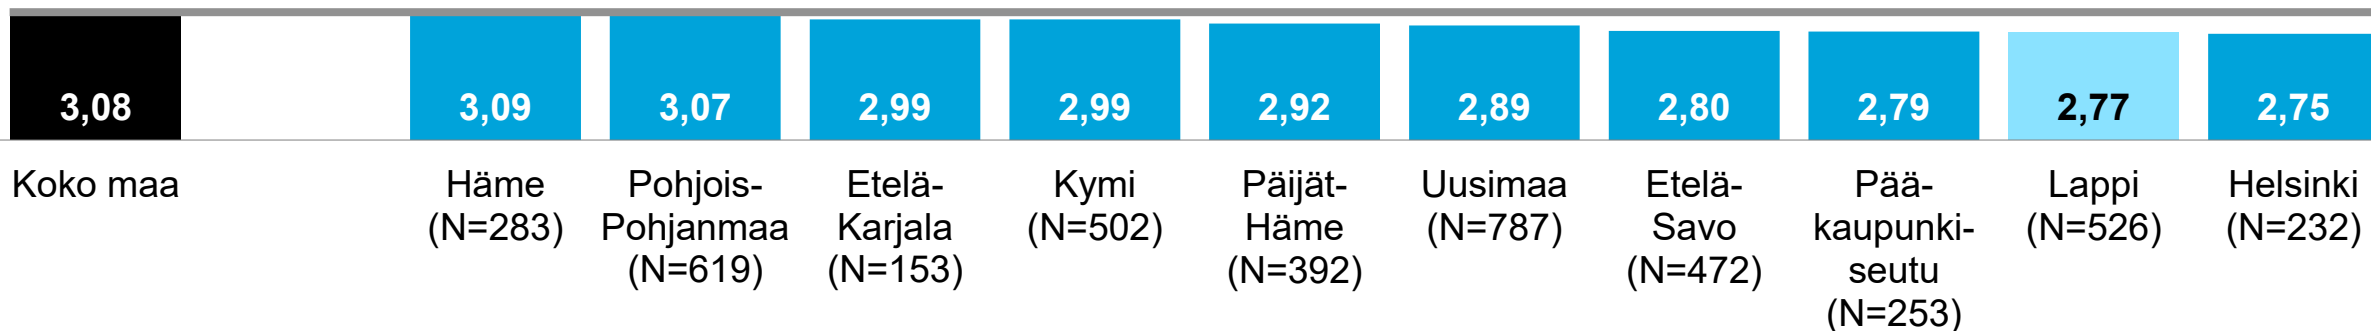 3,08 3,09 3,07 2,99 2,99 2,92 2,89 2,80 2,79 2,77 2,75
Koko maa
Häme
(N=283)
Pohjois-
Pohjanmaa
(N=619)
Etelä-
Karjala
(N=153)
Kymi
(N=502)
Päijät-
Häme
(N=392)
Uusimaa
(N=787)
Etelä-
Savo
(N=472)
Pää-
kaupunki-
seutu
(N=253)
Lappi
(N=526)
Helsinki
(N=232)